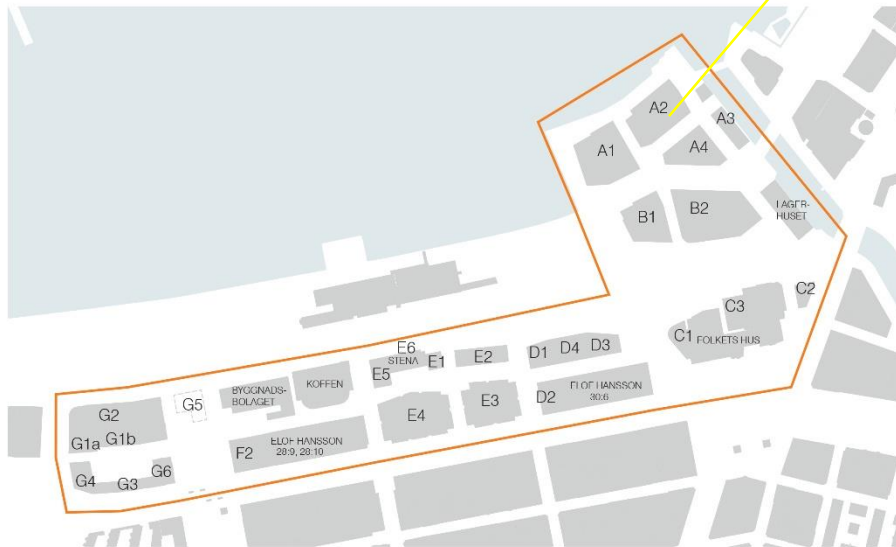 A2
A3
A1
A4
B1
B2
LAGER-
HUSET
C2
C3
C1
FOLKETS HUS
E6
STENA
E1
E2
D1
D4
D3
E5
G5
BYGGNADS-
BOLAGET
KOFFEN
G2
G1a
G1b
E4
E3
D2
ELOF HANSSON
30:6
F2
ELOF HANSSON
28:9, 28:10
G4
G3
G6